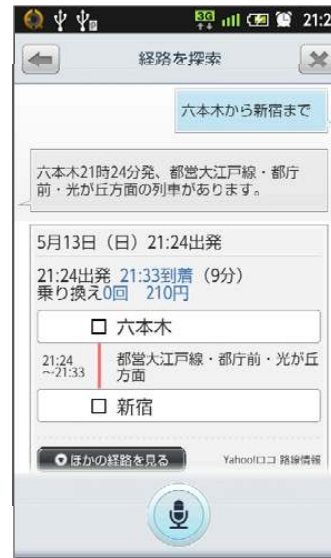 3G 21:2
経路を探索
六本木から新宿まで
六本木21時24分発、都営大江戸線・都庁
前・光が丘方面の列車があります。
5月13日（日）21:24出発
21:24出発 21:33到着（9分）
乗り換え0回 210円
六本木
21:24
～21:33
都営大江戸線・都庁前・光が丘
方面
新宿
ほかの経路を見る Yahoo!ロコ 路線情報